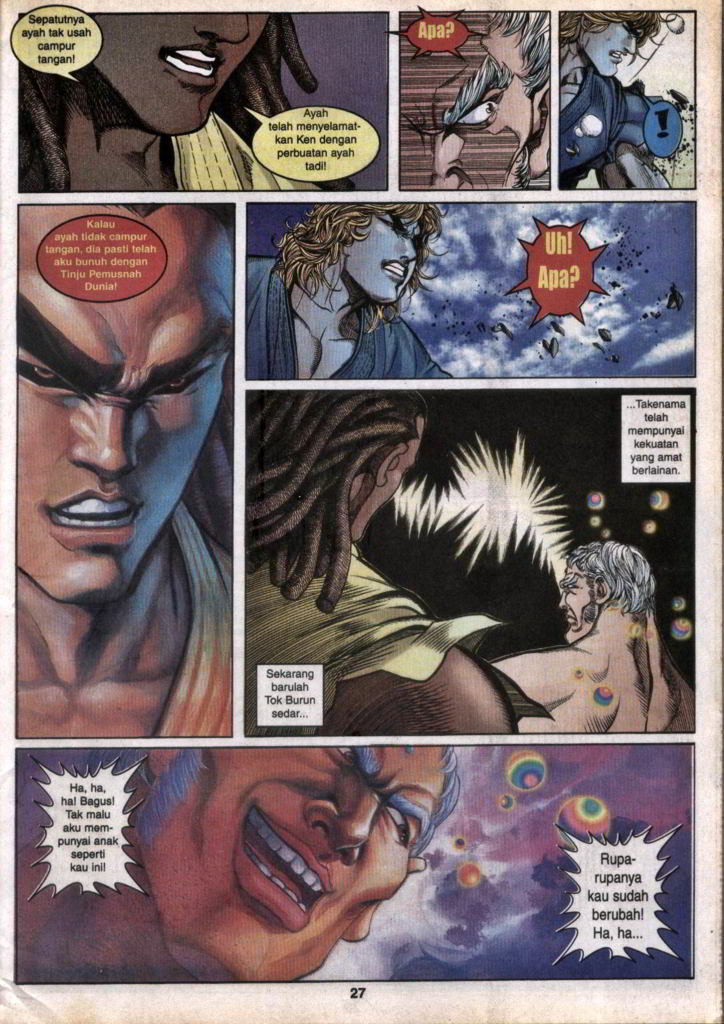 Sepatutnya
ayah tak usah
campur
tangan!
Ayah
telah menyelamat-
kan Ken dengan
perbuatan ayah
tadi!
Apa?
!
Kalau
ayah tidak campur
tangan, dia pasti telah
aku bunuh dengan
Tinju Pemusnah
Dunia!
Uh!
Apa?
...Takenama
telah
mempunyai
kekuatan
yang amat
berlainan.
Sekarang
barulah
Tok Burun
sedar...
Ha, ha,
ha! Bagus!
Tak malu
aku mem-
punyai anak
seperti
kau ini!
Rupa-
rupanya
kau sudah
berubah!
Ha, ha...
27